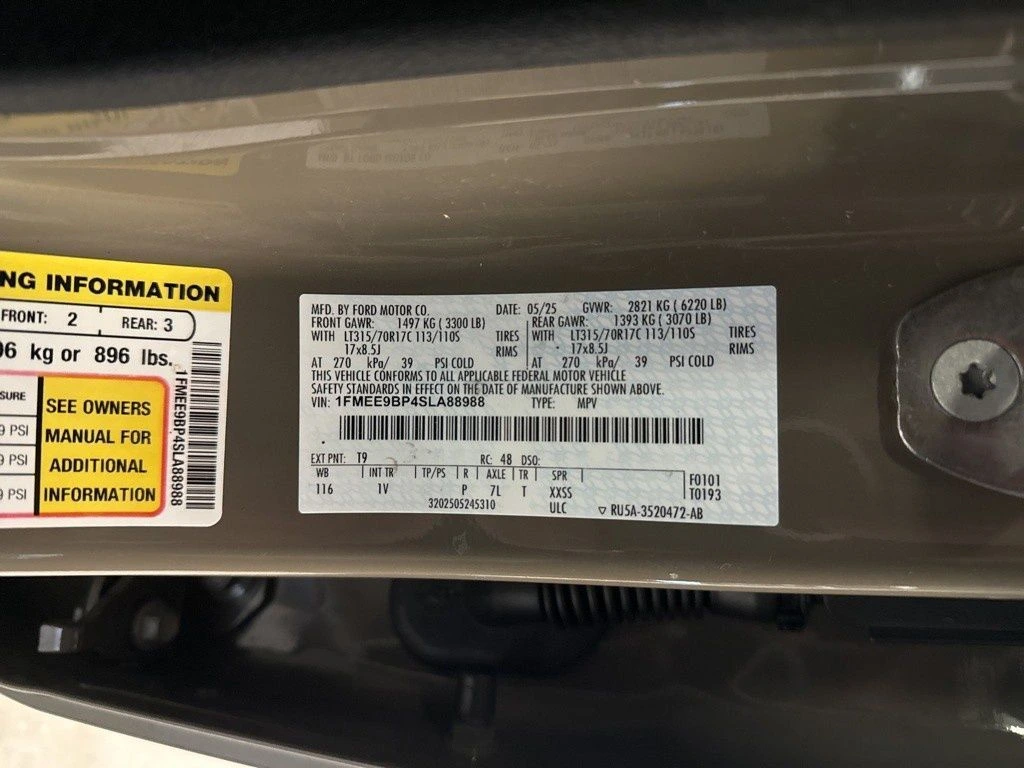 NG INFORMATION
FRONT: 2 REAR: 3
06 kg or 896 lbs.
SURE
9 PSI
9 PSI
9 PSI
SEE OWNERS
MANUAL FOR
ADDITIONAL
INFORMATION
1FMEE9BP4SLA88988
MFD. BY FORD MOTOR CO. DATE: 05/25 GVWR: 2821 KG ( 6220 LB)
FRONT GAWR: 1497 KG ( 3300 LB) REAR GAWR: 1393 KG ( 3070 LB)
WITH LT315/70R17C 113/110S TIRES WITH LT315/70R17C 113/110S TIRES
17x8.5J RIMS 17x8.5J RIMS
AT 270 kPa/ 39 PSI COLD AT 270 kPa/ 39 PSI COLD
THIS VEHICLE CONFORMS TO ALL APPLICABLE FEDERAL MOTOR VEHICLE
SAFETY STANDARDS IN EFFECT ON THE DATE OF MANUFACTURE SHOWN ABOVE.
VIN: 1FMEE9BP4SLA88988 TYPE: MPV
EXT PNT: T9 RC: 48 DSO:
WB INT TR TP/PS R AXLE TR SPR F0101
116 1V P 7L T XXSS T0193
3202505245310 ULC ▽ RU5A-3520472-AB